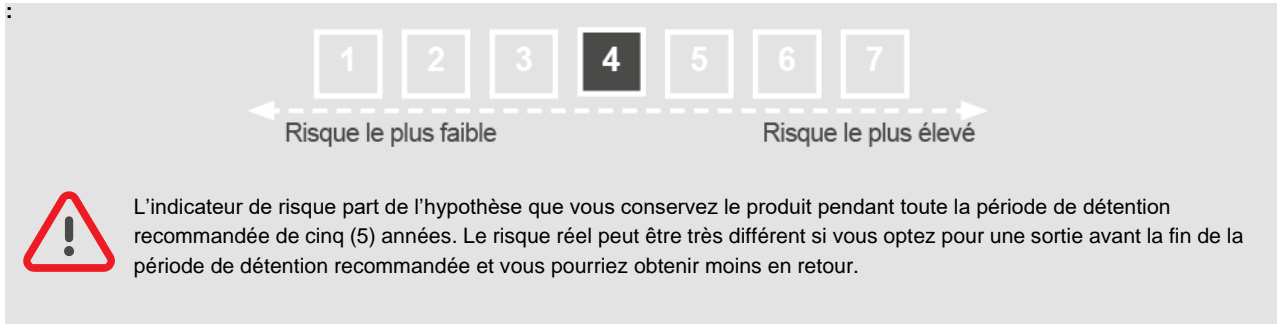 :
1 2 3 4 5 6 7
Risque le plus faible Risque le plus élevé
L'indicateur de risque part de l'hypothèse que vous conservez le produit pendant toute la période de détention
recommandée de cinq (5) années. Le risque réel peut être très différent si vous optez pour une sortie avant la fin de la
période de détention recommandée et vous pourriez obtenir moins en retour.